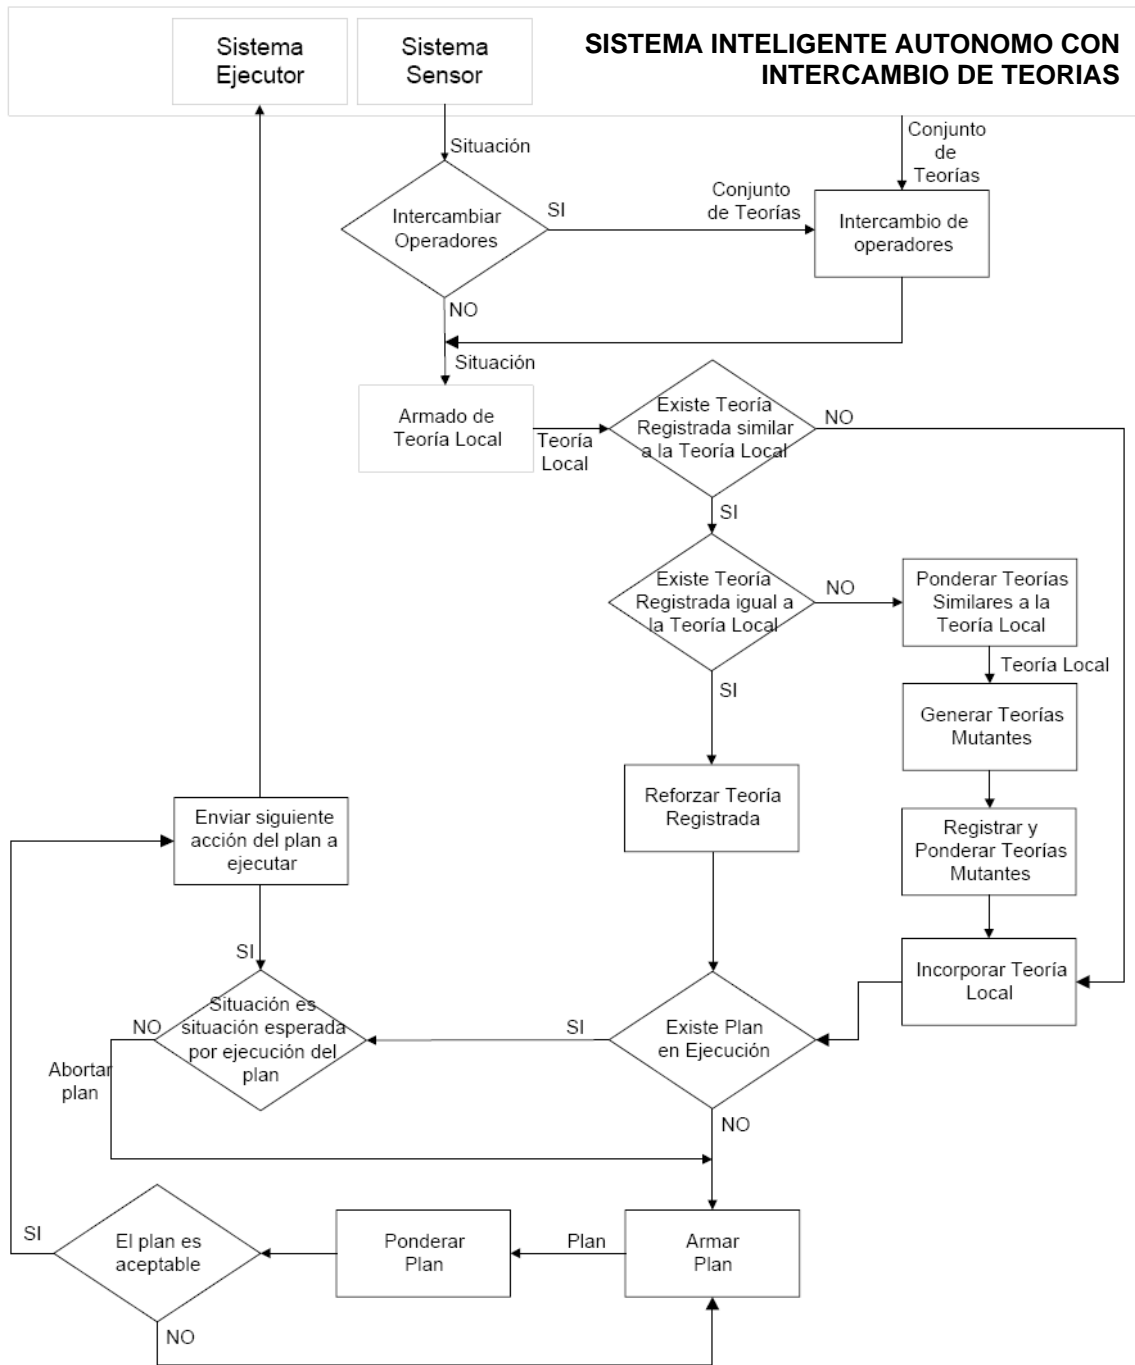 Sistema
Ejecutor
Sistema
Sensor
SISTEMA INTELIGENTE AUTONOMO CON
INTERCAMBIO DE TEORIAS
Situación
Conjunto
de
Teorías
Intercambiar
Operadores
SI
Conjunto
de Teorías
Intercambio de
operadores
NO
Situación
Armado de
Teoría Local
Teoría
Local
Existe Teoría
Registrada similar
a la Teoría Local
NO
SI
Existe Teoría
Registrada igual a
la Teoría Local
NO
Ponderar Teorías
Similares a la
Teoría Local
Teoría Local
SI
Generar Teorías
Mutantes
Reforzar Teoría
Registrada
Enviar siguiente
acción del plan a
ejecutar
Registrar y
Ponderar Teorías
Mutantes
SI
Incorporar Teoría
Local
Situación es
situación esperada
por ejecución del
plan
NO
SI
Existe Plan
en Ejecución
Abortar
plan
NO
SI
El plan es
aceptable
Ponderar
Plan
Plan
Armar
Plan
NO